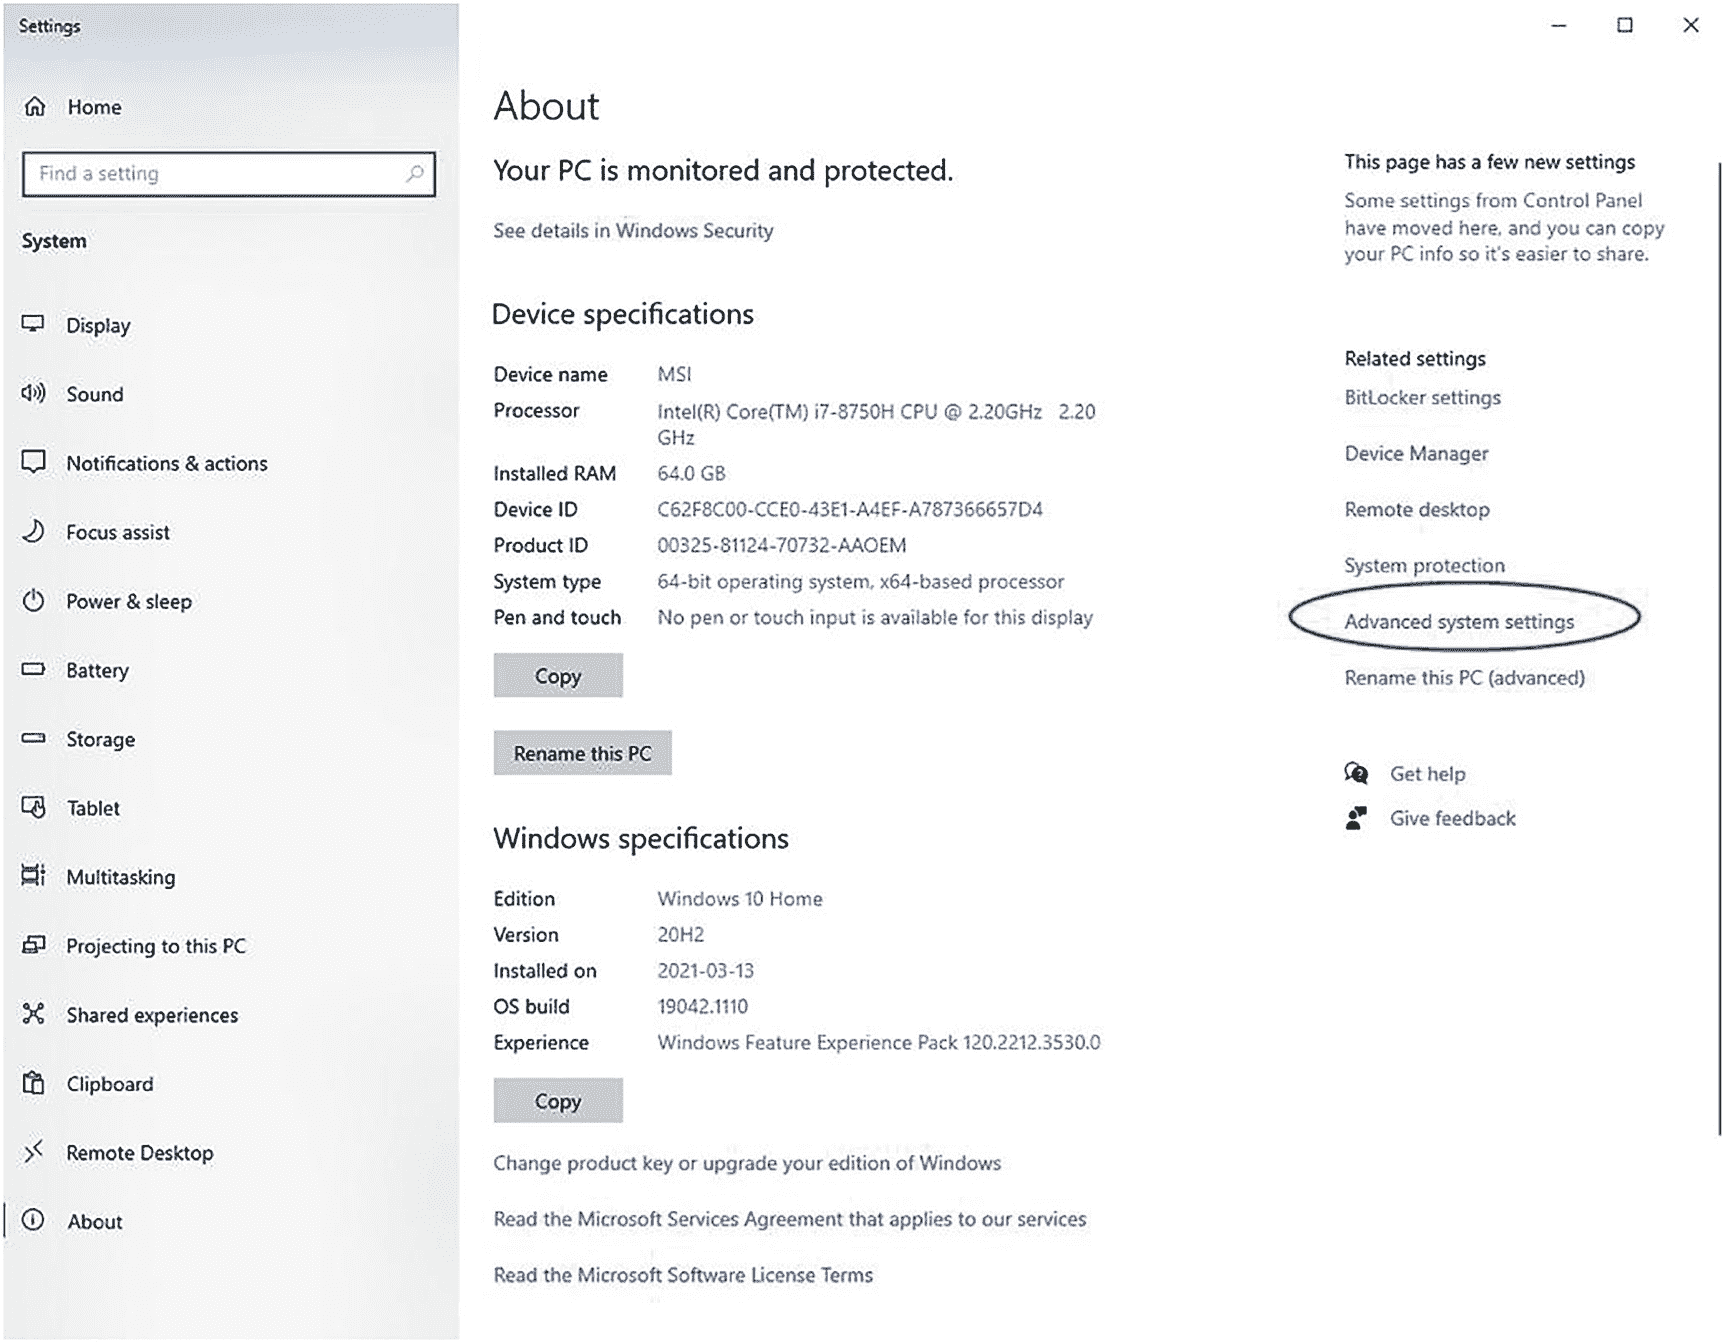 Settings
Home
Find a setting
System
Display
Sound
Notifications & actions
Focus assist
Power & sleep
Battery
Storage
Tablet
Multitasking
Projecting to this PC
Shared experiences
Clipboard
Remote Desktop
About
About
Your PC is monitored and protected.
See details in Windows Security
Device specifications
Device name MSI
Processor Intel(R) Core(TM) i7-8750H CPU @ 2.20GHz 2.20
GHz
Installed RAM 64.0 GB
Device ID C62F8C00-CCE0-43E1-A4EF-A787366657D4
Product ID 00325-81124-70732-AAOEM
System type 64-bit operating system, x64-based processor
Pen and touch No pen or touch input is available for this display
Copy
Rename this PC
Windows specifications
Edition Windows 10 Home
Version 20H2
Installed on 2021-03-13
OS build 19042.1110
Experience Windows Feature Experience Pack 120.2212.3530.0
Copy
Change product key or upgrade your edition of Windows
Read the Microsoft Services Agreement that applies to our services
Read the Microsoft Software License Terms
This page has a few new settings
Some settings from Control Panel
have moved here, and you can copy
your PC info so it's easier to share.
Related settings
BitLocker settings
Device Manager
Remote desktop
System protection
Advanced system settings
Rename this PC (advanced)
Get help
Give feedback